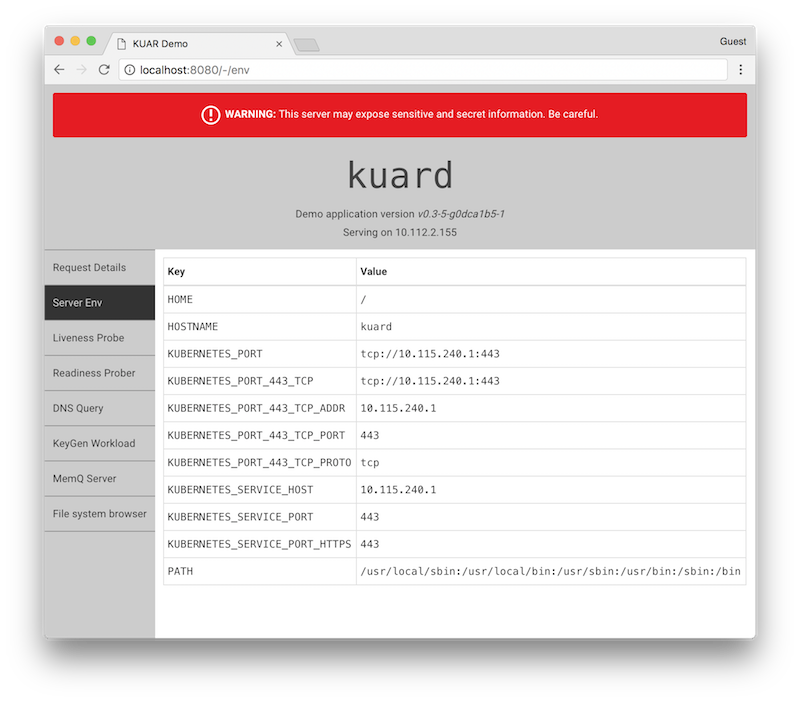 KUAR Demo
Guest
localhost:8080/-/env
WARNING: This server may expose sensitive and secret information. Be careful.
kuard
Demo application version v0.3-5-g0dca1b5-1
Serving on 10.112.2.155
Request Details
Server Env
Liveness Probe
Readiness Prober
DNS Query
KeyGen Workload
MemQ Server
File system browser
Key Value
HOME /
HOSTNAME kuard
KUBERNETES_PORT tcp://10.115.240.1:443
KUBERNETES_PORT_443_TCP tcp://10.115.240.1:443
KUBERNETES_PORT_443_TCP_ADDR 10.115.240.1
KUBERNETES_PORT_443_TCP_PORT 443
KUBERNETES_PORT_443_TCP_PROTO tcp
KUBERNETES_SERVICE_HOST 10.115.240.1
KUBERNETES_SERVICE_PORT 443
KUBERNETES_SERVICE_PORT_HTTPS 443
PATH /usr/local/sbin:/usr/local/bin:/usr/sbin:/usr/bin:/sbin:/bin